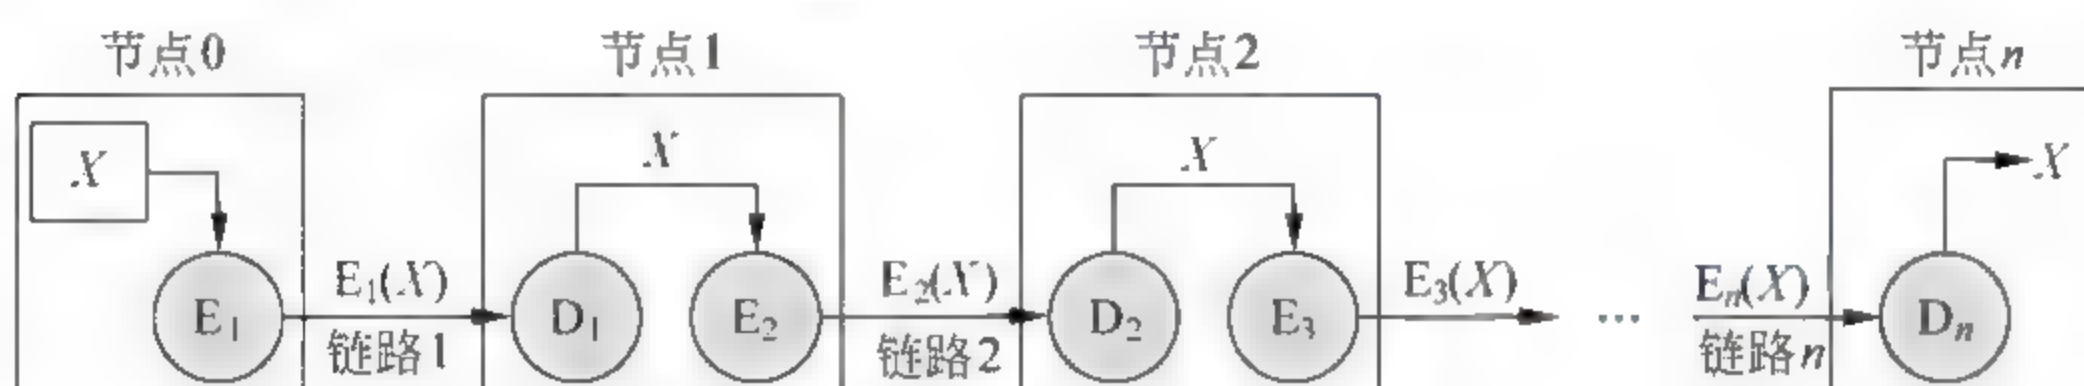 节点0 节点1 节点2 节点n
X X X X
E₁(X) E₂(X) E₃(X) Eₙ(X)
E₁ D₁ E₂ D₂ E₃ … Dₙ
链路1 链路2 链路n